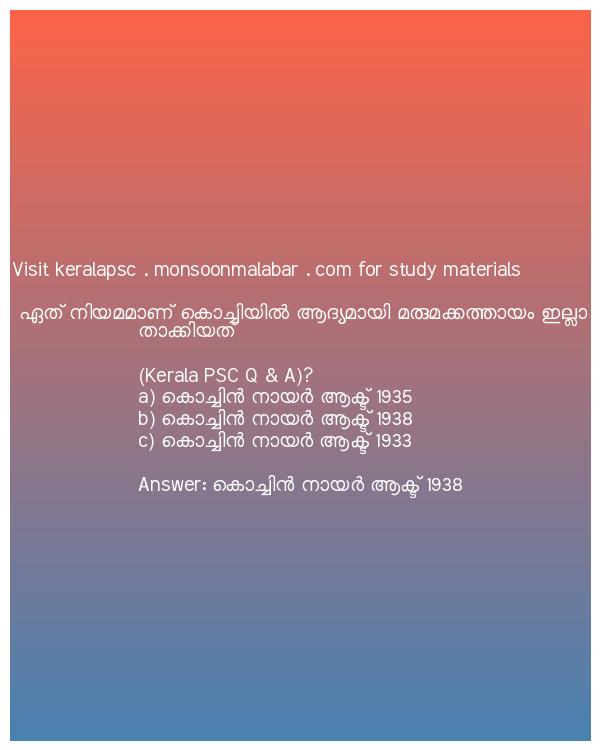 Visit keralapsc . monsoonmalabar . com for study materials
ഏത് നിയമമാണ് കൊച്ചിയിൽ ആദ്യമായി മരുമക്കത്തായം ഇല്ലാ
താക്കിയത്
(Kerala PSC Q & A)?
a) കൊച്ചിൻ നായർ ആക്ട് 1935
b) കൊച്ചിൻ നായർ ആക്ട് 1938
c) കൊച്ചിൻ നായർ ആക്ട് 1933
Answer: കൊച്ചിൻ നായർ ആക്ട് 1938